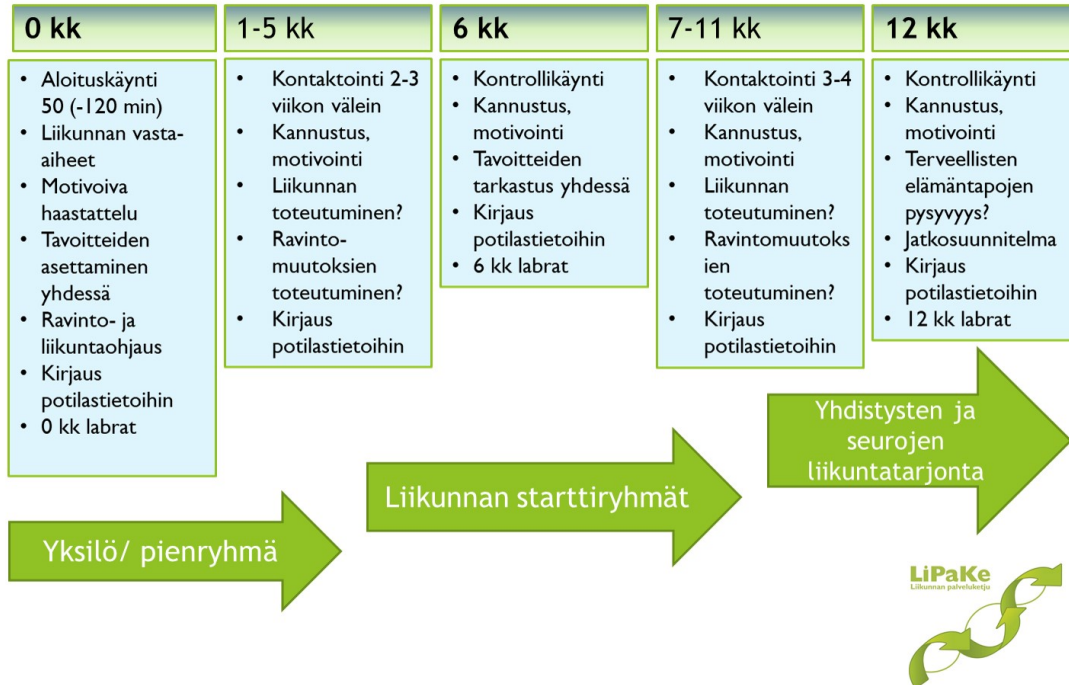 0 kk
• Aloituskäynti
50 (-120 min)
• Liikunnan vasta-
aiheet
• Motivoiva
haastattelu
• Tavoitteiden
asettaminen
yhdessä
• Ravinto- ja
liikuntaohjaus
• Kirjaus
potilastietoihin
• 0 kk labrat
1-5 kk
• Kontaktointi 2-3
viikon välein
• Kannustus,
motivointi
• Liikunnan
toteutuminen?
• Ravinto-
muutoksien
toteutuminen?
• Kirjaus
potilastietoihin
6 kk
• Kontrollikäynti
• Kannustus,
motivointi
• Tavoitteiden
tarkastus yhdessä
• Kirjaus
potilastietoihin
• 6 kk labrat
7-11 kk
• Kontaktointi 3-4
viikon välein
• Kannustus,
motivointi
• Liikunnan
toteutuminen?
• Ravintomuutoks
ien
toteutuminen?
• Kirjaus
potilastietoihin
12 kk
• Kontrollikäynti
• Kannustus,
motivointi
• Terveellisten
elämäntapojen
pysyvyys?
• Jatkosuunnitelma
• Kirjaus
potilastietoihin
• 12 kk labrat
Yksilö/ pienryhmä
Liikunnan starttiryhmät
Yhdistysten ja
seurojen
liikuntatarjonta
LiPaKe
Liikunnan palveluketju